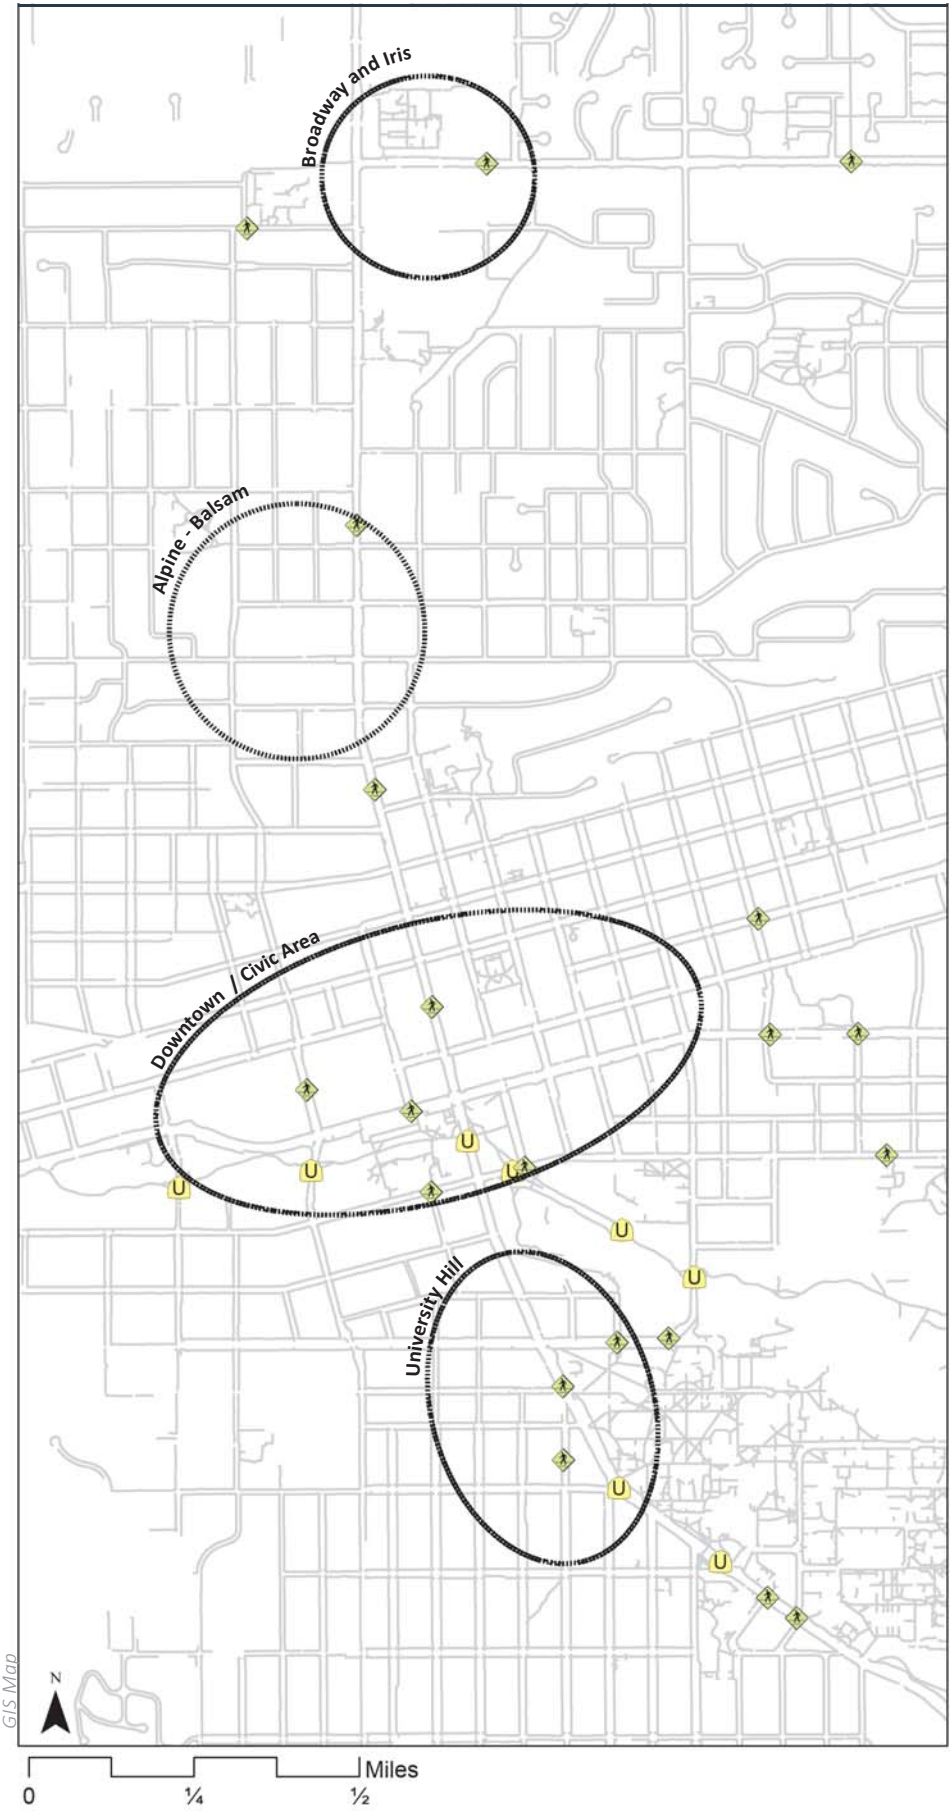 Broadway and Iris
Alpine - Balsam
Downtown / Civic Area
U
U
U
U
U
U
University Hill
U
U
GIS Map
N
Miles
0
¼
½